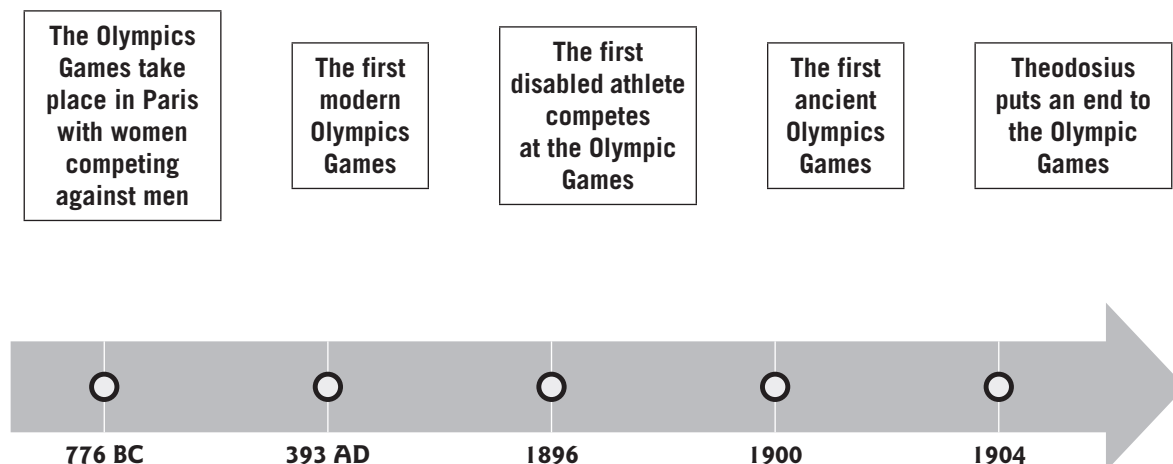 The Olympics
Games take
place in Paris
with women
competing
against men
The first
modern
Olympics
Games
The first
disabled athlete
competes
at the Olympic
Games
The first
ancient
Olympics
Games
Theodosius
puts an end to
the Olympic
Games
776 BC
393 AD
1896
1900
1904